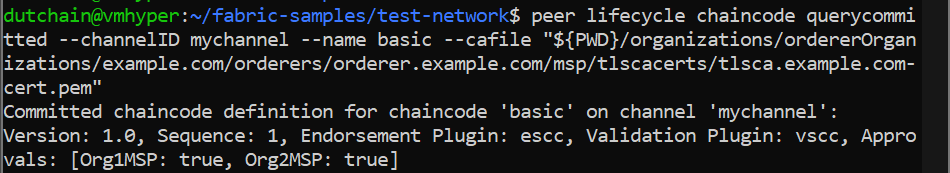 dutchain@vmhyper:~/fabric-samples/test-network$ peer lifecycle chaincode querycommi
tted --channelID mychannel --name basic --cafile "${PWD}/organizations/ordererOrgan
izations/example.com/orderers/orderer.example.com/msp/tlscacerts/tlsca.example.com-
cert.pem"
Committed chaincode definition for chaincode 'basic' on channel 'mychannel':
Version: 1.0, Sequence: 1, Endorsement Plugin: escc, Validation Plugin: vscc, Appro
vals: [Org1MSP: true, Org2MSP: true]